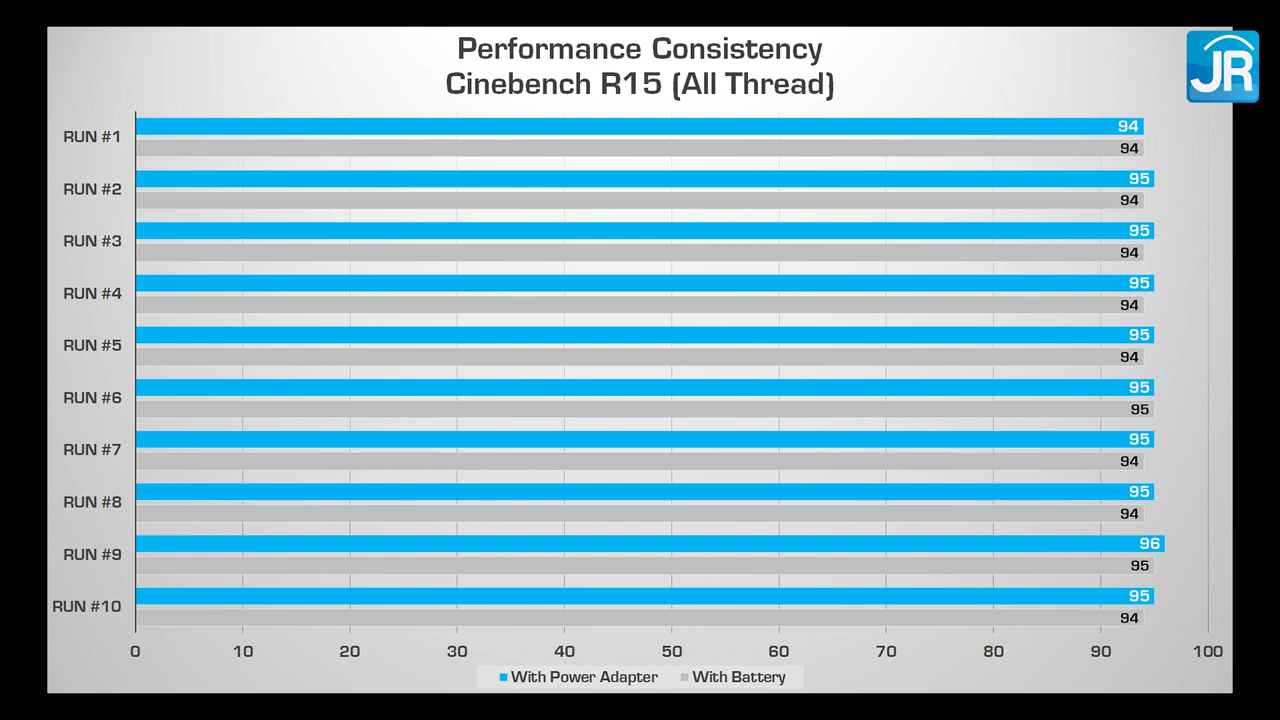 Performance Consistency
Cinebench R15 (All Thread)
JR
RUN #1
94
94
RUN #2
95
94
RUN #3
95
94
RUN #4
95
94
RUN #5
95
94
RUN #6
95
95
RUN #7
95
94
RUN #8
95
94
RUN #9
96
95
RUN #10
95
94
0 10 20 30 40 50 60 70 80 90 100
With Power Adapter With Battery